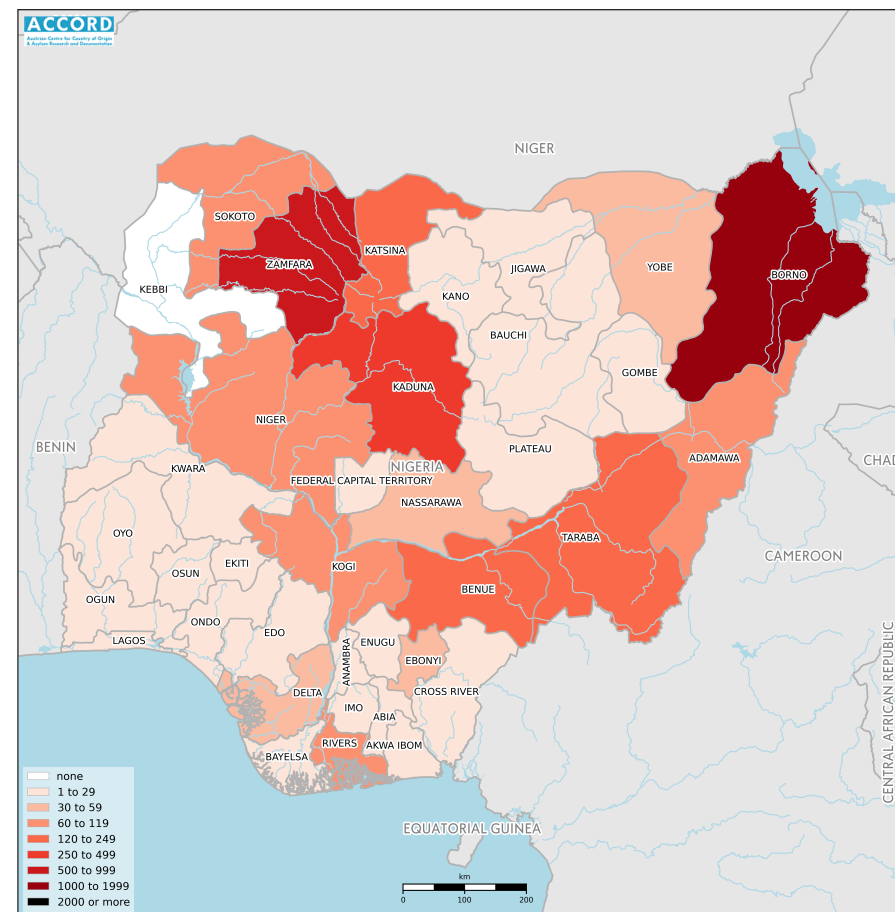 ACCORD
Austrian Centre for Country of Origin
& Asylum Research and Documentation
NIGER
SOKOTO
KATSINA
ZAMFARA
JIGAWA
YOBE
BORNO
KEBBI
KANO
BAUCHI
GOMBE
KADUNA
NIGER
BENIN
PLATEAU
ADAMAWA
CHAD
KWARA
NIGERIA
FEDERAL CAPITAL TERRITORY
NASSARAWA
OYO
TARABA
CAMEROON
OSUN
EKITI
KOGI
BENUE
OGUN
ONDO
EDO
LAGOS
ANAMBRA
ENUGU
EBONYI
CENTRAL AFRICAN REPUBLIC
DELTA
CROSS RIVER
IMO
ABIA
RIVERS
AKWA IBOM
BAYELSA
EQUATORIAL GUINEA
none
1 to 29
30 to 59
60 to 119
120 to 249
250 to 499
500 to 999
1000 to 1999
2000 or more
km
0
100
200